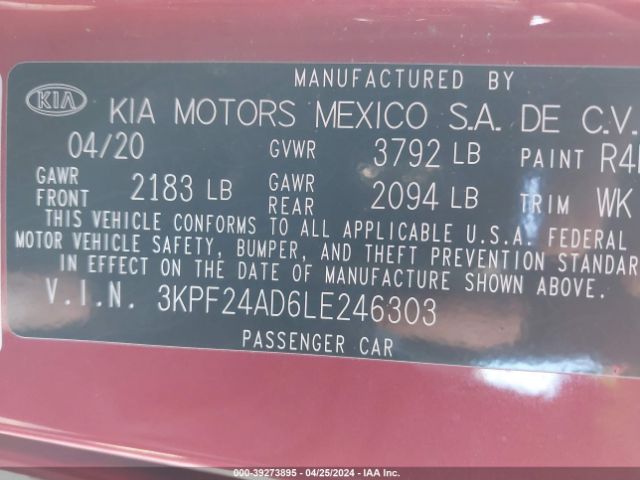 MANUFACTURED BY
KIA KIA MOTORS MEXICO S.A. DE C.V.
04/20 GVWR 3792 LB PAINT
GAWR FRONT 2183 LB GAWR REAR 2094 LB TRIM WK
THIS VEHICLE CONFORMS TO ALL APPLICABLE U.S.A. FEDERAL
MOTOR VEHICLE SAFETY, BUMPER, AND THEFT PREVENTION
IN EFFECT ON THE DATE OF MANUFACTURE SHOWN ABOVE.
V.I.N. 3KPF24AD6LE246303
PASSENGER CAR
000-39273895 - 04/25/2024 - IAA Inc.